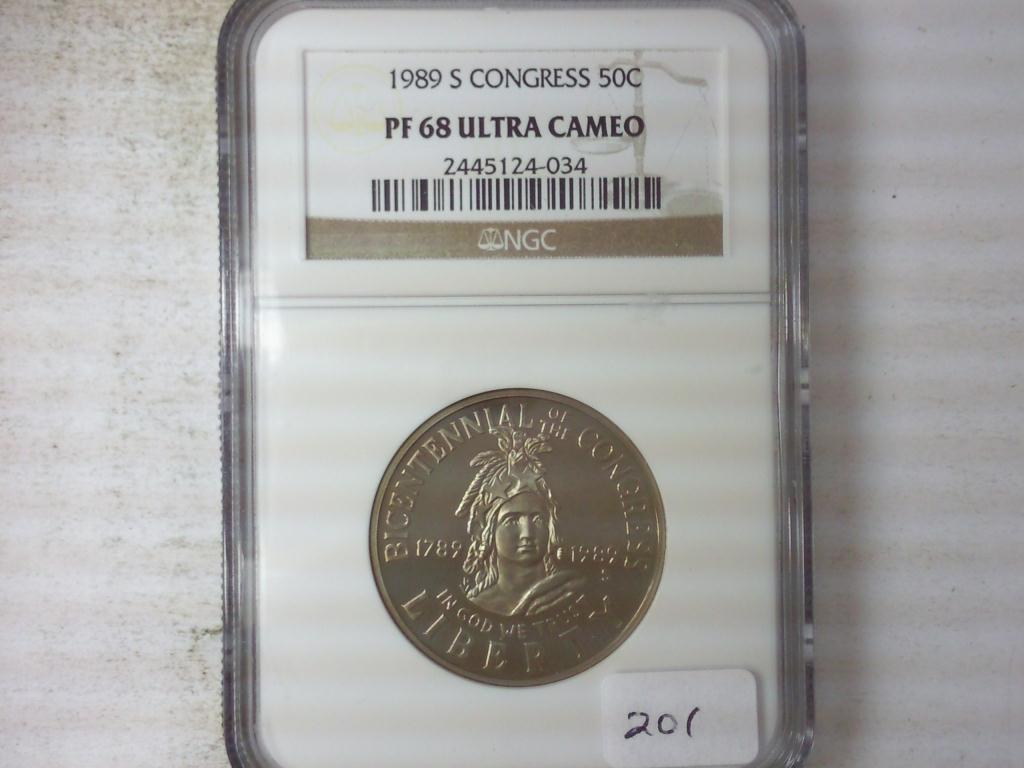 1989 S CONGRESS 50C
PF 68 ULTRA CAMEO
2445124-034
NGC
BICENTENNIAL OF THE CONGRESS
1789 1989
S
IN GOD WE TRUST
LIBERTY
201